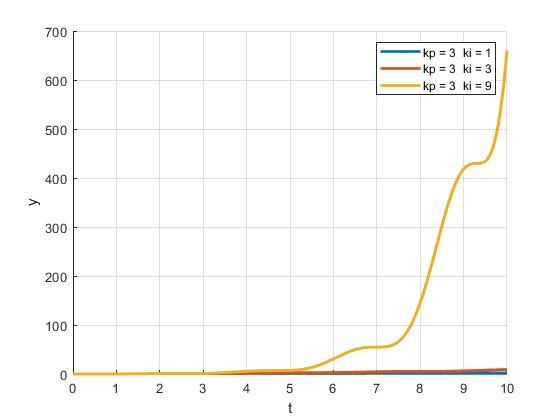 700
600
500
400
300
200
100
0
y
0 1 2 3 4 5 6 7 8 9 10
t
kp = 3 ki = 1
kp = 3 ki = 3
kp = 3 ki = 9